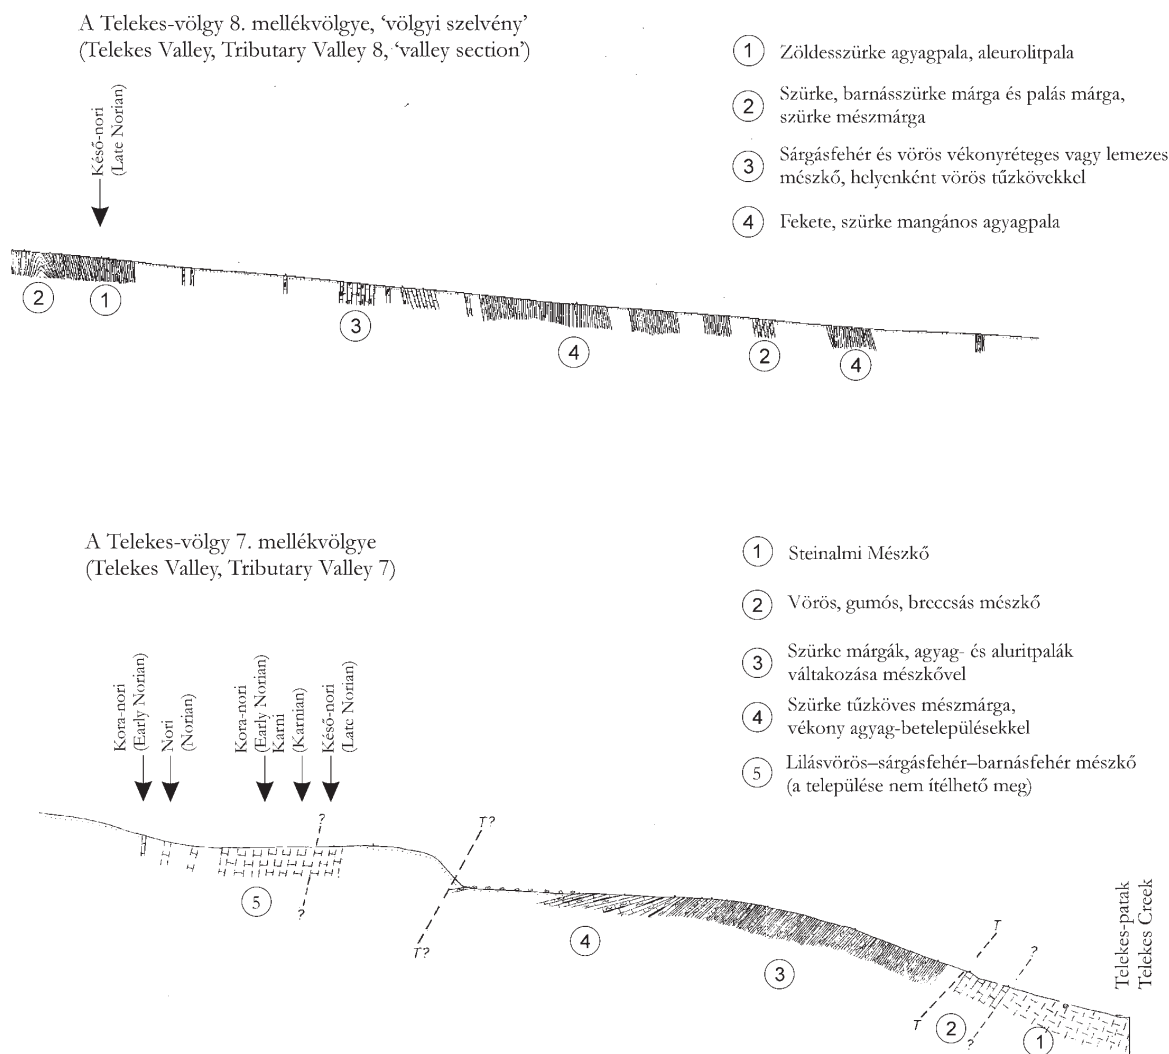 A Telekes-völgy 8. mellékvölgye, ‘völgyi szelvény’
(Telekes Valley, Tributary Valley 8, ‘valley section’)
Késő-nori
(Late Norian)
1 Zöldesszürke agyagpala, aleurolitpala
2 Szürke, barnásszürke márga és palás márga,
szürke mészmárga
3 Sárgásfehér és vörös vékonyréteges vagy lemezes
mészkő, helyenként vörös tűzkövekkel
4 Fekete, szürke mangános agyagpala
2
1
3
4
2
4
A Telekes-völgy 7. mellékvölgye
(Telekes Valley, Tributary Valley 7)
1 Steinalmi Mészkő
2 Vörös, gumós, breccsás mészkő
3 Szürke márgák, agyag- és aluritpalák
váltakozása mészkővel
4 Szürke tűzköves mészmárga,
vékony agyag-betelepülésekkel
5 Lilásvörös–sárgásfehér–barnásfehér mészkő
(a települése nem ítélhető meg)
Kora-nori
(Early Norian)
Nori
(Norian)
Kora-nori
(Early Norian)
Karni
(Karnian)
Késő-nori
(Late Norian)
?
T?
5
?
T?
4
3
T
?
T
2
?
1
Telekes-patak
Telekes Creek